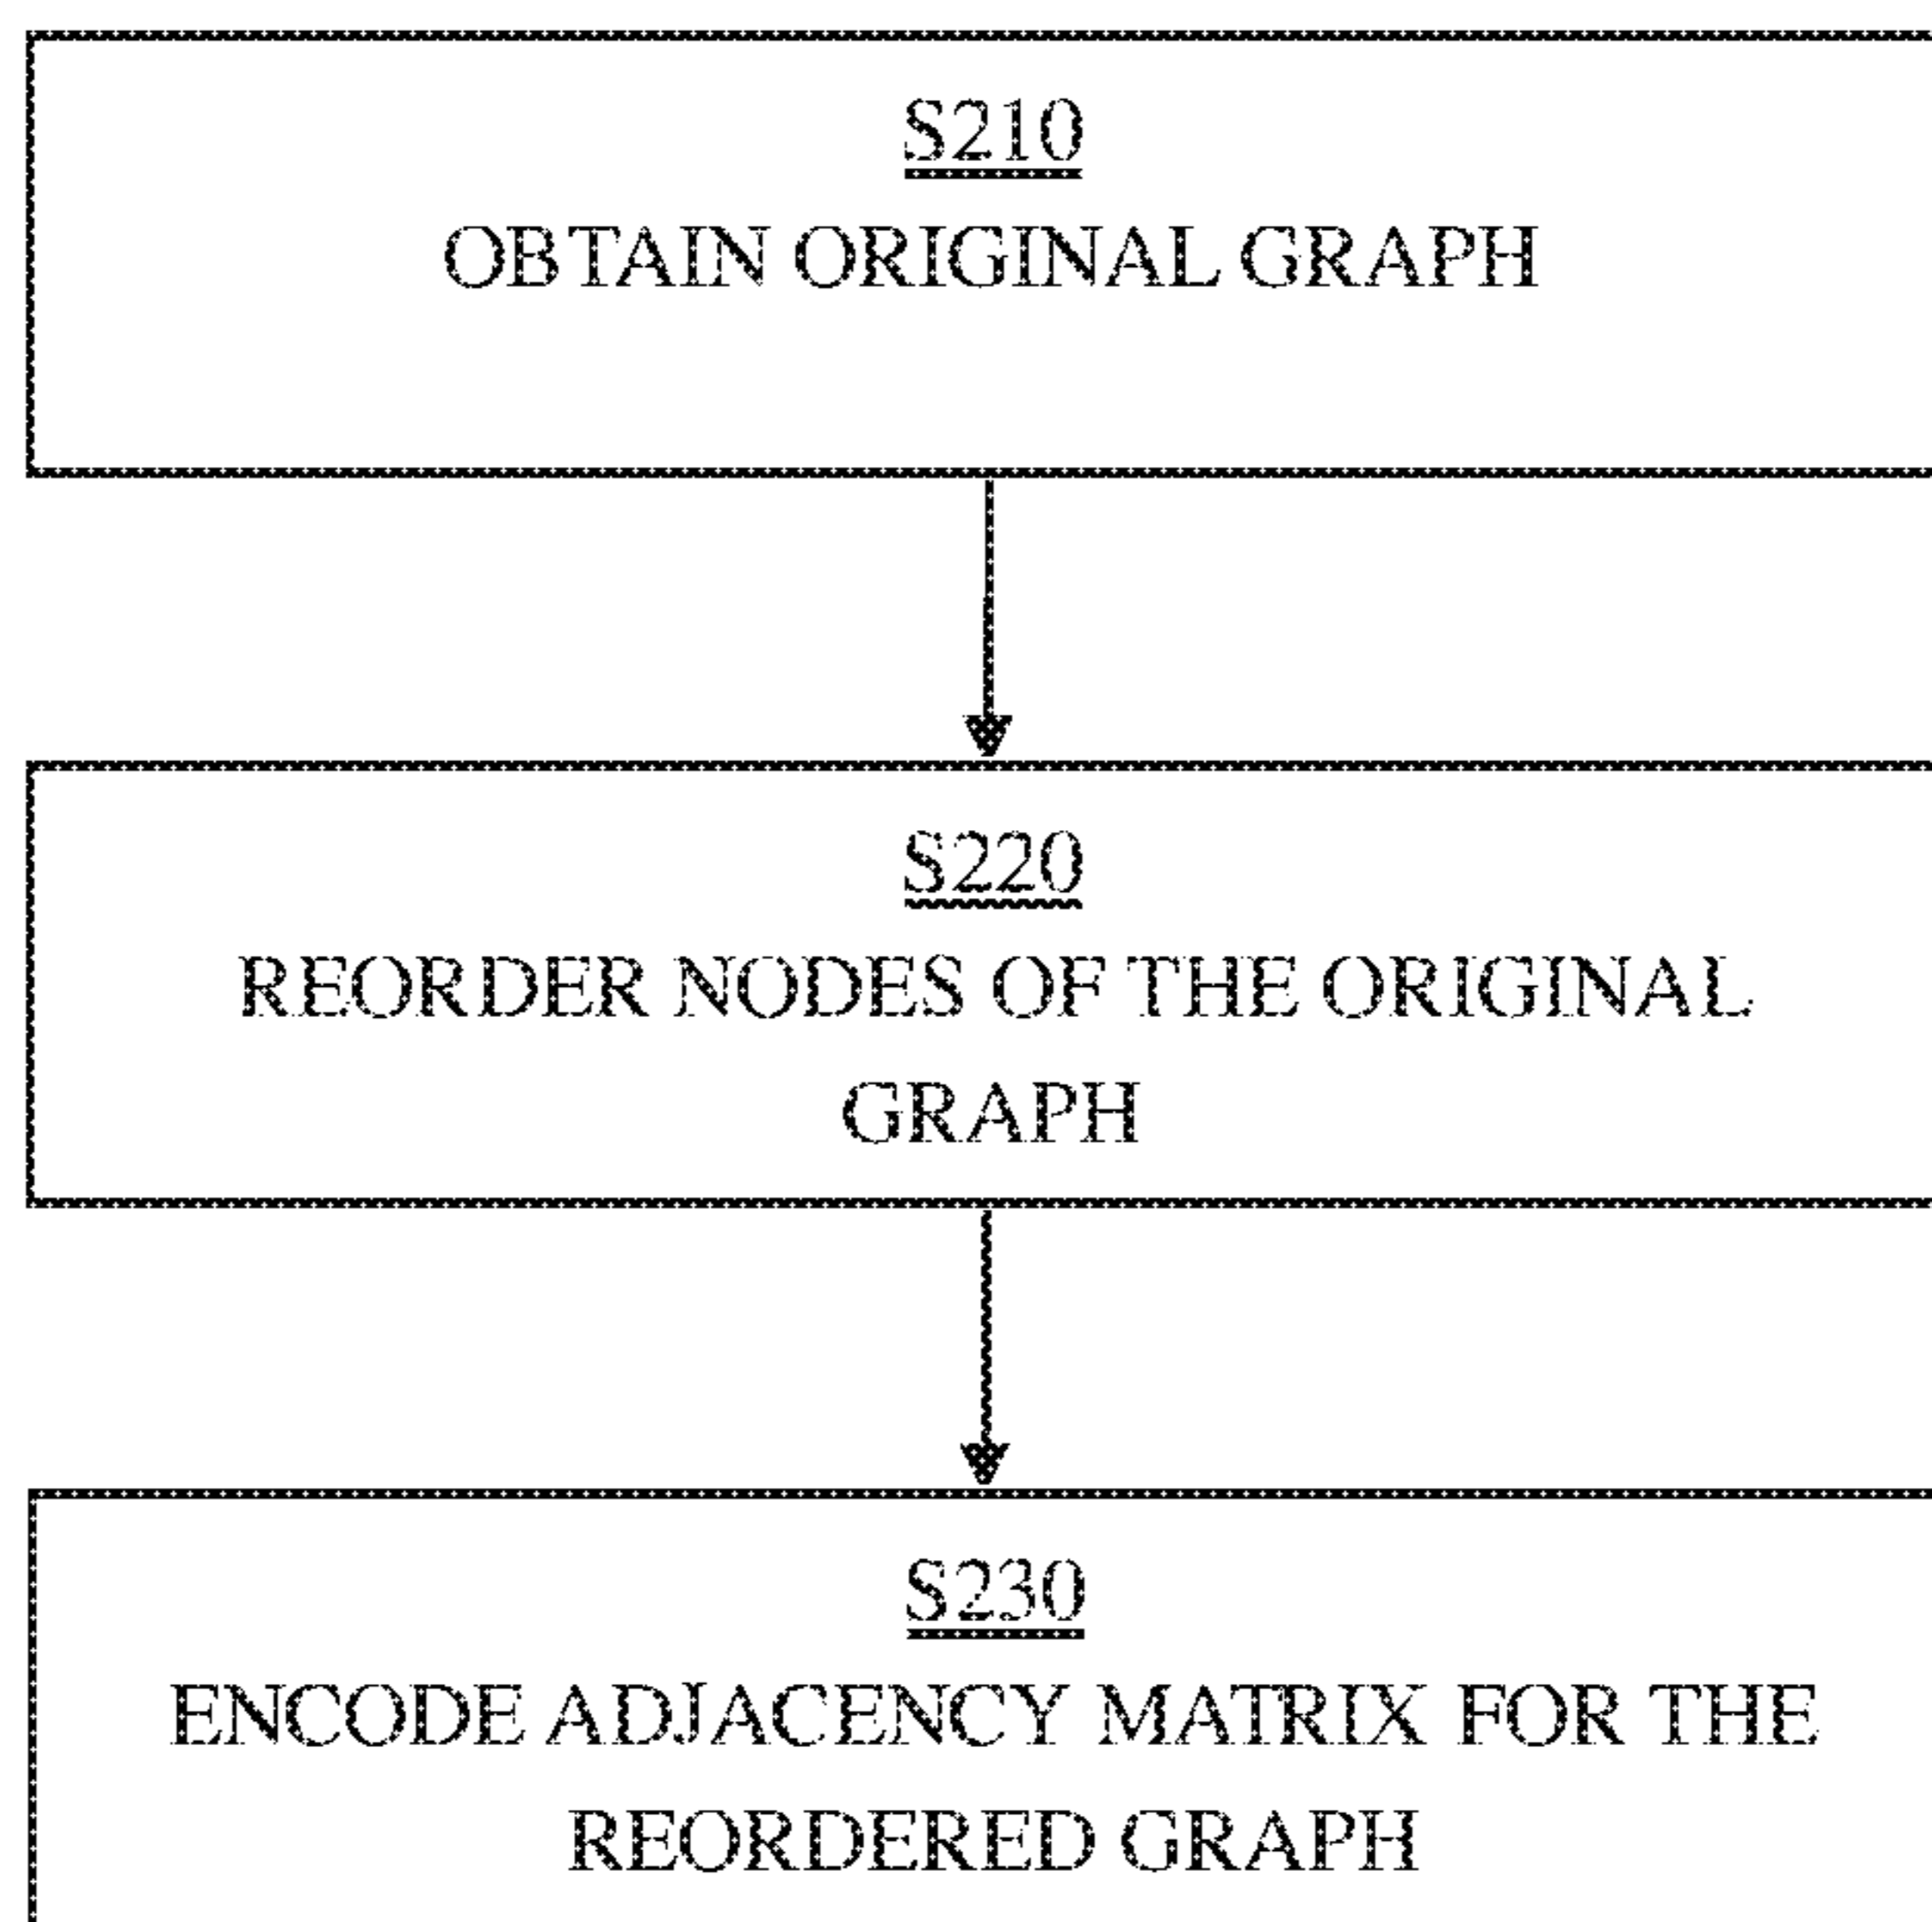 S210
OBTAIN ORIGINAL GRAPH
S220
REORDER NODES OF THE ORIGINAL
GRAPH
S230
ENCODE ADJACENCY MATRIX FOR THE
REORDERED GRAPH